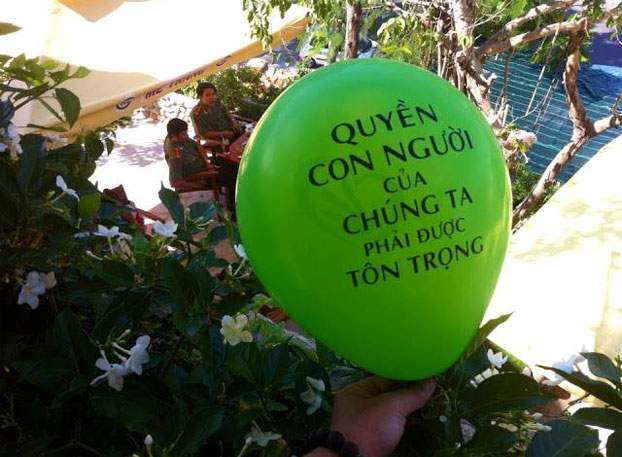 QUYỀN
CON NGƯỜI
CỦA
CHÚNG TA
PHẢI ĐƯỢC
TÔN TRỌNG